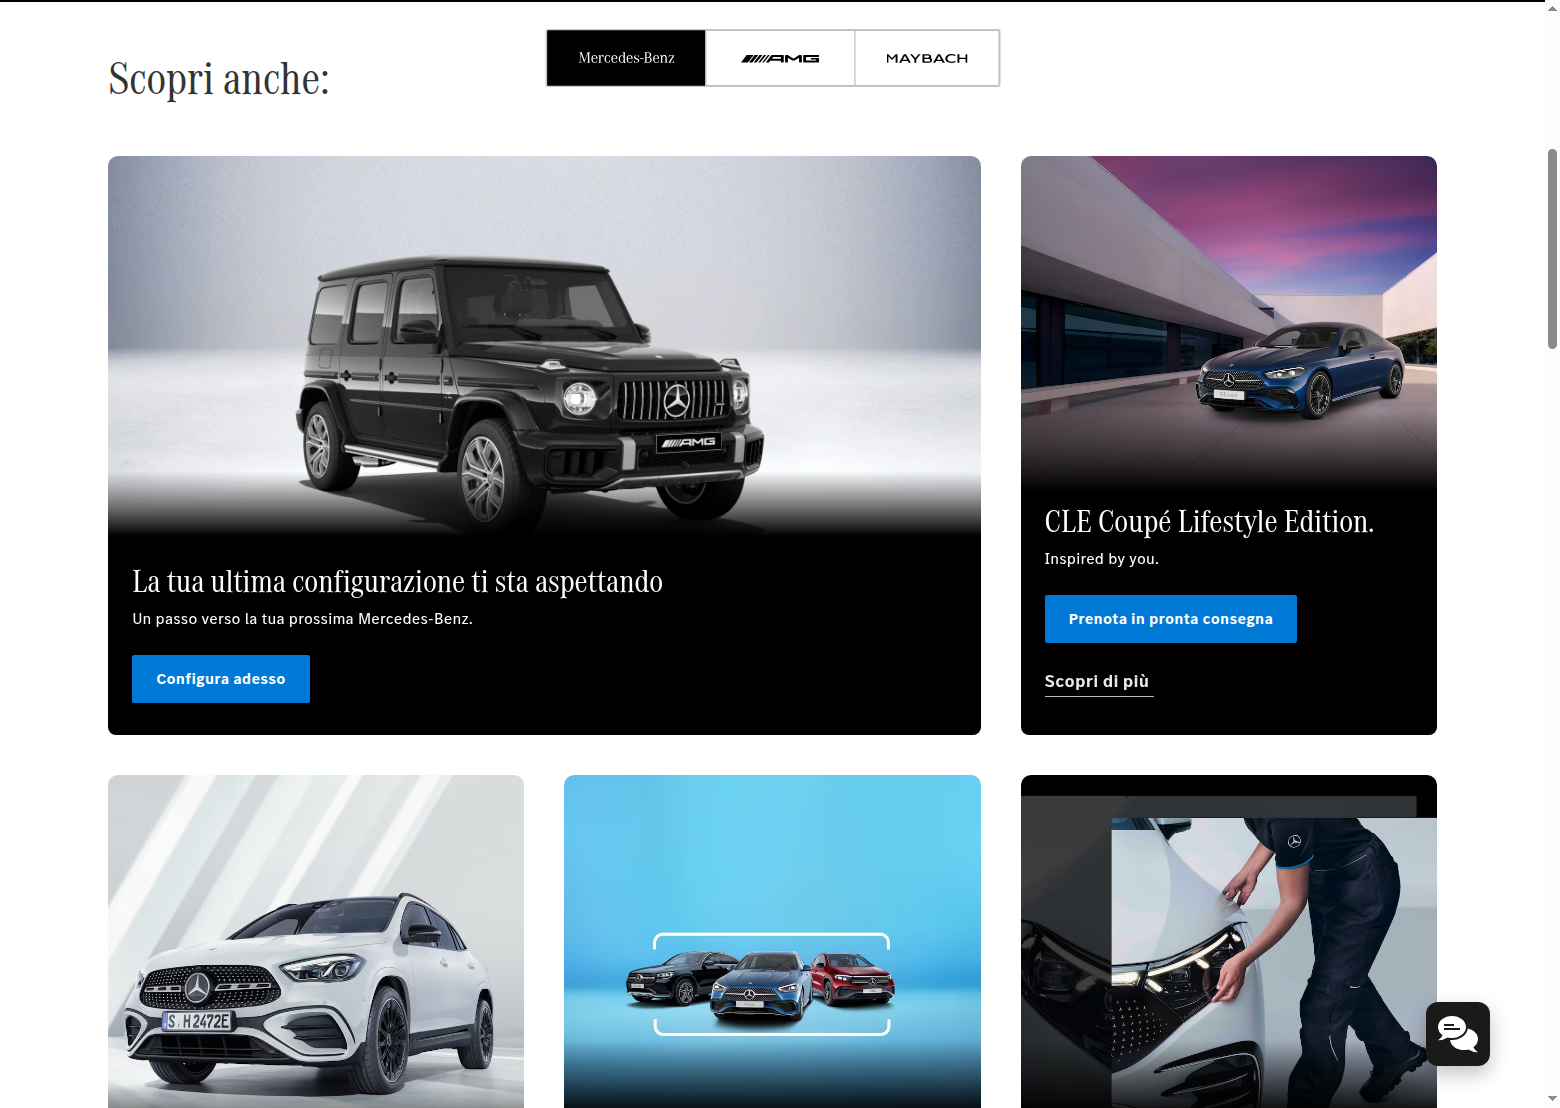 Mercedes-Benz
AMG
MAYBACH
Scopri anche:
AMG
La tua ultima configurazione ti sta aspettando
Un passo verso la tua prossima Mercedes-Benz.
Configura adesso
CLE Coupé Lifestyle Edition.
Inspired by you.
Prenota in pronta consegna
Scopri di più
S H 2472E